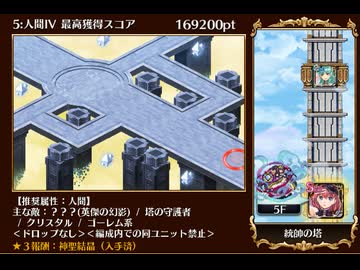 5:人間Ⅳ 最高獲得スコア 169200pt
【推奨属性:人間】
主な敵:???(英傑の幻影) / 塔の守護者
/ クリスタル / ゴーレム系
<ドロップなし><編成内での同ユニット禁止>
★3報酬:神聖結晶(入手済)
5F
統帥の塔